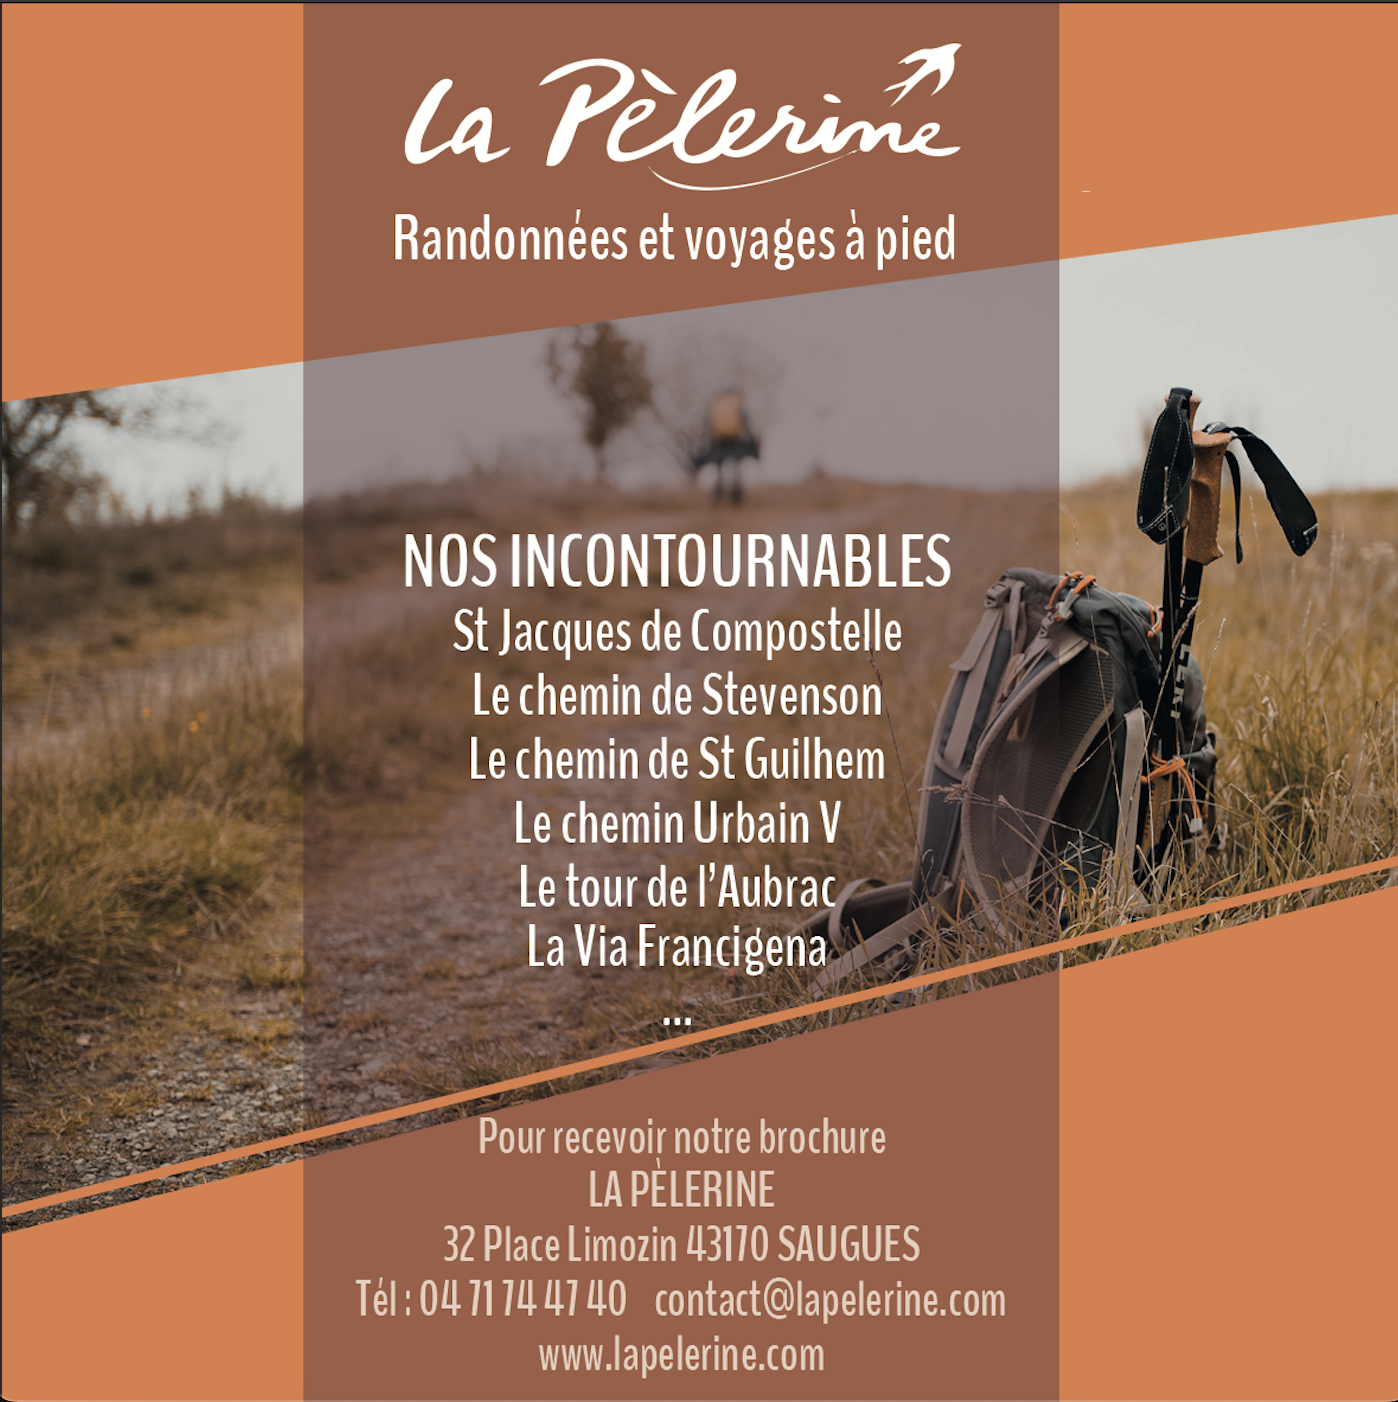 La Pèlerine
Randonnées et voyages à pied
NOS INCONTOURNABLES
St Jacques de Compostelle
Le chemin de Stevenson
Le chemin de St Guilhem
Le chemin Urbain V
Le tour de l’Aubrac
La Via Francigena
...
LEKI
Pour recevoir notre brochure
LA PÈLERINE
32 Place Limozin 43170 SAUGUES
Tél : 04 71 74 47 40 contact@lapelerine.com
www.lapelerine.com